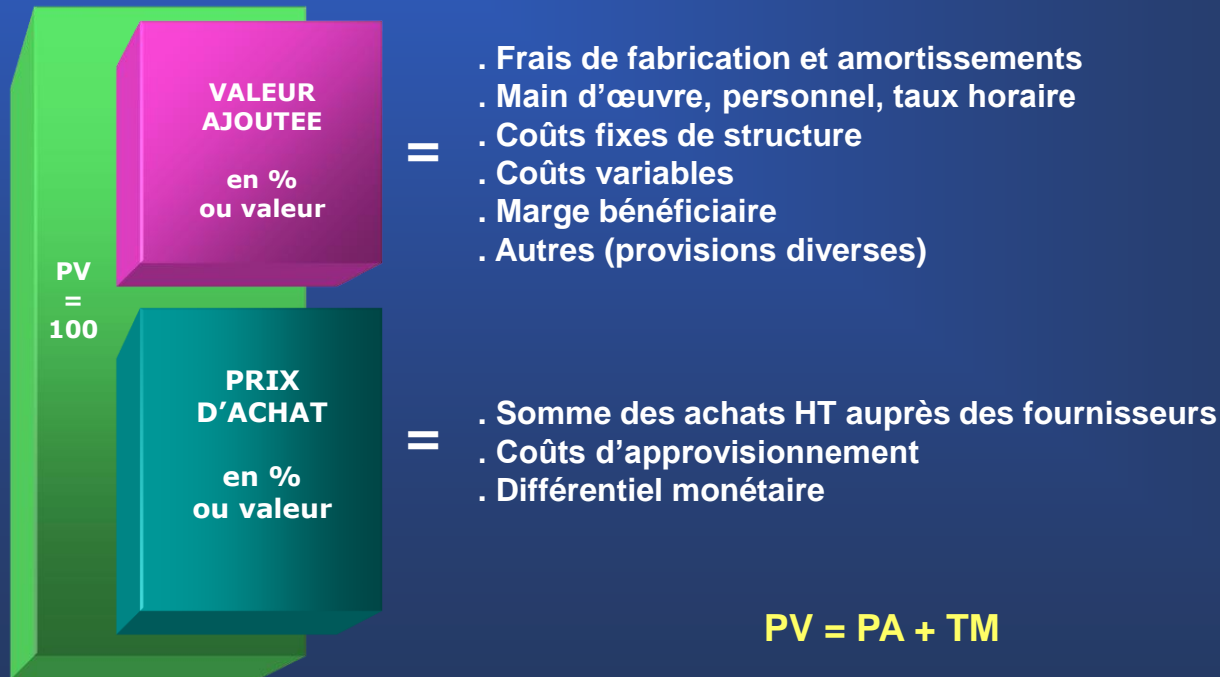 VALEUR
AJOUTEE
en %
ou valeur
=
. Frais de fabrication et amortissements
. Main d’œuvre, personnel, taux horaire
. Coûts fixes de structure
. Coûts variables
. Marge bénéficiaire
. Autres (provisions diverses)
PV
=
100
PRIX
D’ACHAT
en %
ou valeur
=
. Somme des achats HT auprès des fournisseurs
. Coûts d’approvisionnement
. Différentiel monétaire
PV = PA + TM